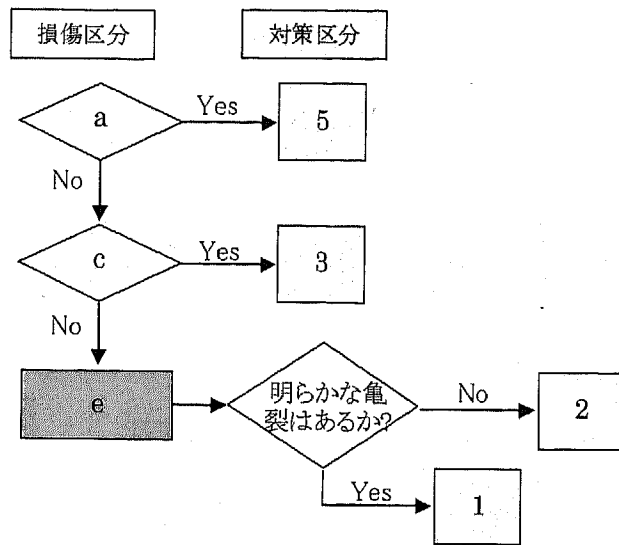 損傷区分
対策区分
a
Yes
5
No
c
Yes
3
No
e
明らかな亀
裂はあるか?
No
2
Yes
1